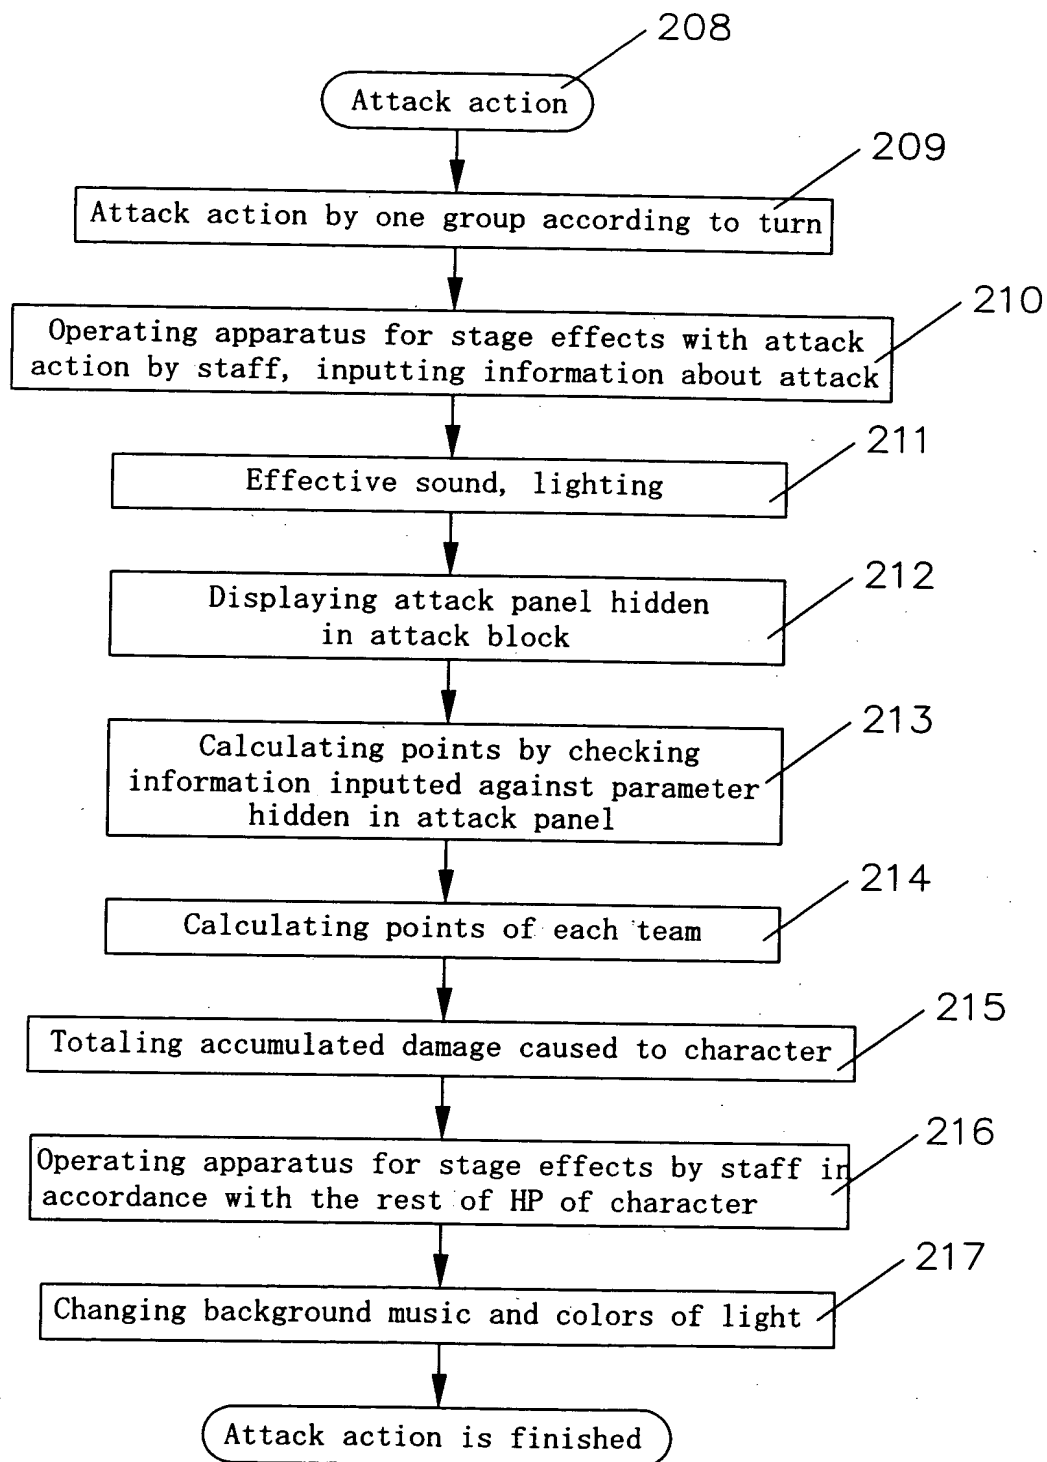 208
Attack action
209
Attack action by one group according to turn
210
Operating apparatus for stage effects with attack
action by staff, inputting information about attack
211
Effective sound, lighting
212
Displaying attack panel hidden
in attack block
213
Calculating points by checking
information inputted against parameter
hidden in attack panel
214
Calculating points of each team
215
Totaling accumulated damage caused to character
216
Operating apparatus for stage effects by staff in
accordance with the rest of HP of character
217
Changing background music and colors of light
Attack action is finished